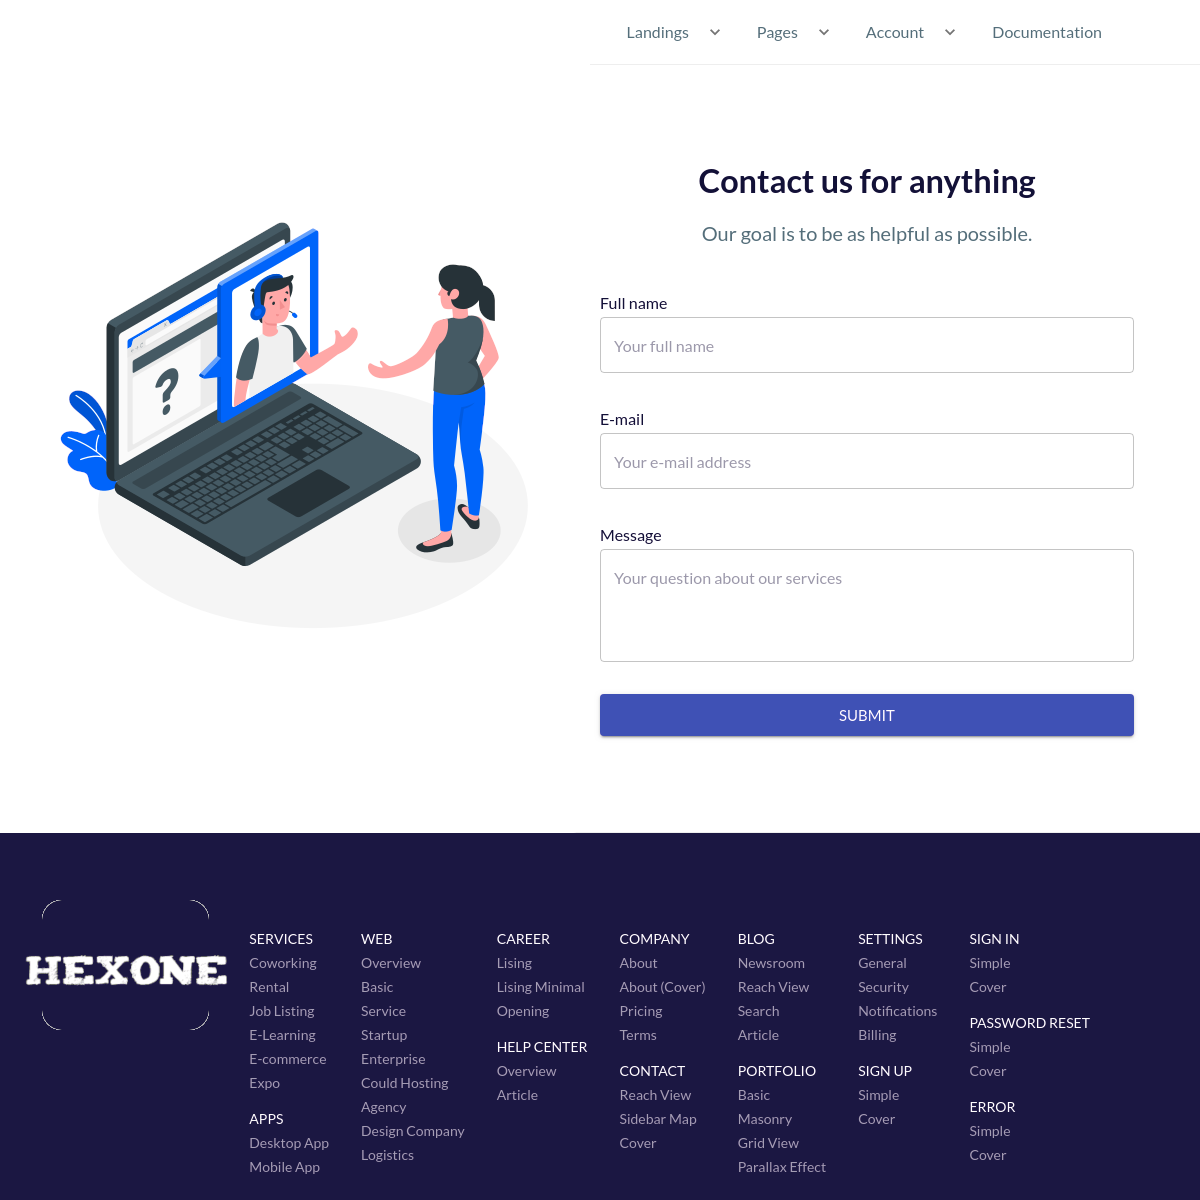 Landings
Pages
Account
Documentation
Contact us for anything
Our goal is to be as helpful as possible.
?
Full name
Your full name
E-mail
Your e-mail address
Message
Your question about our services
SUBMIT
HEXONE
SERVICES
Coworking
Rental
Job Listing
E-Learning
E-commerce
Expo
APPS
Desktop App
Mobile App
WEB
Overview
Basic
Service
Startup
Enterprise
Could Hosting
Agency
Design Company
Logistics
CAREER
Lising
Lising Minimal
Opening
HELP CENTER
Overview
Article
COMPANY
About
About (Cover)
Pricing
Terms
CONTACT
Reach View
Sidebar Map
Cover
BLOG
Newsroom
Reach View
Search
Article
PORTFOLIO
Basic
Masonry
Grid View
Parallax Effect
SETTINGS
General
Security
Notifications
Billing
SIGN UP
Simple
Cover
SIGN IN
Simple
Cover
PASSWORD RESET
Simple
Cover
ERROR
Simple
Cover